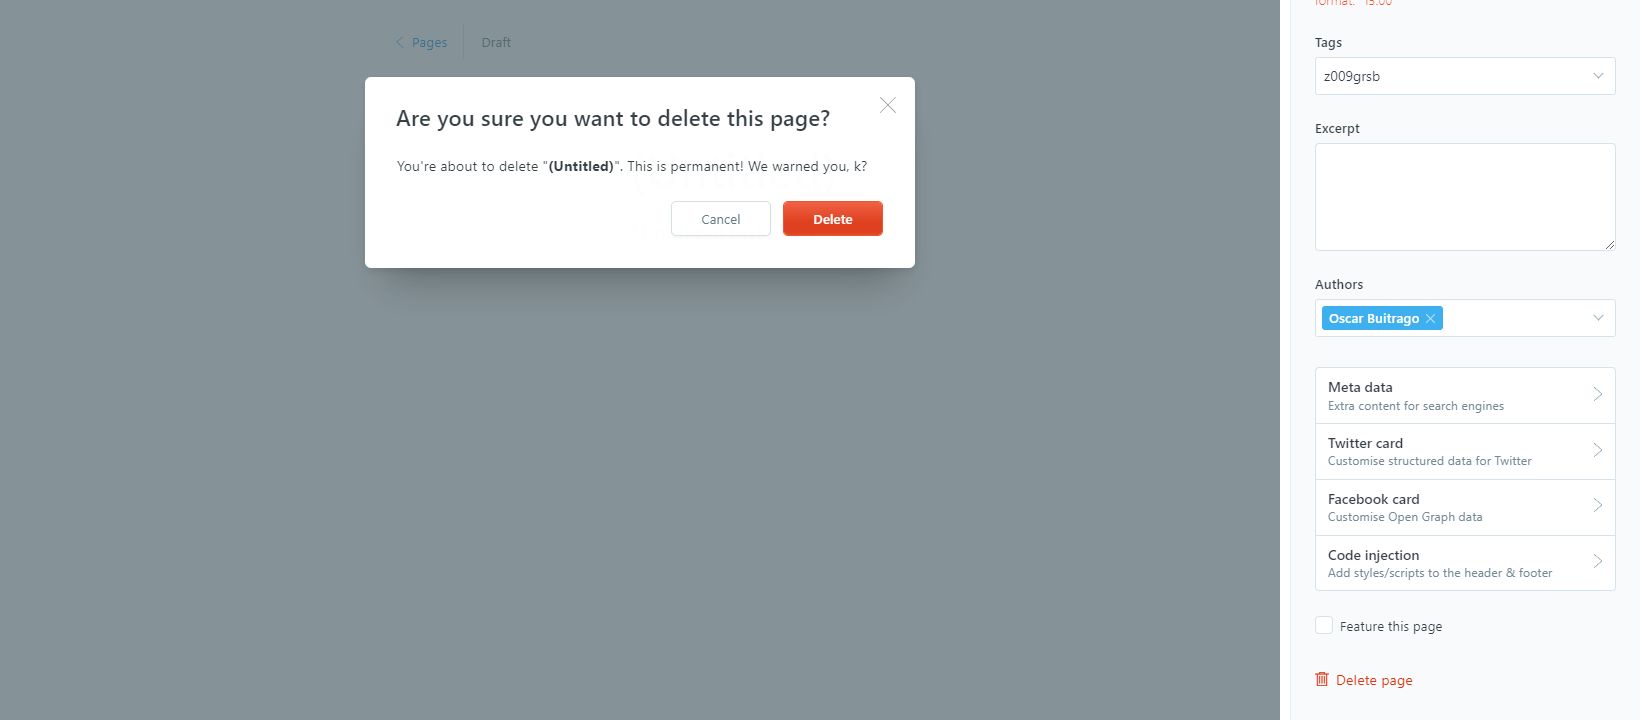 Pages
Draft
Are you sure you want to delete this page?
You're about to delete "(Untitled)". This is permanent! We warned you, k?
Cancel
Delete
format: "15:00"
Tags
z009grsb
Excerpt
Authors
Oscar Buitrago
Meta data
Extra content for search engines
Twitter card
Customise structured data for Twitter
Facebook card
Customise Open Graph data
Code injection
Add styles/scripts to the header & footer
Feature this page
Delete page